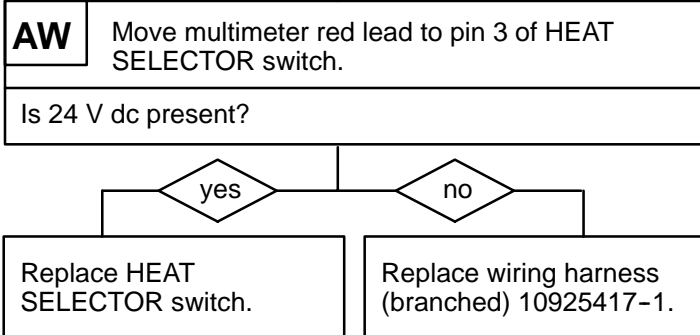 AW
Move multimeter red lead to pin 3 of HEAT
SELECTOR switch.
Is 24 V dc present?
yes
no
Replace HEAT
SELECTOR switch.
Replace wiring harness
(branched) 10925417-1.